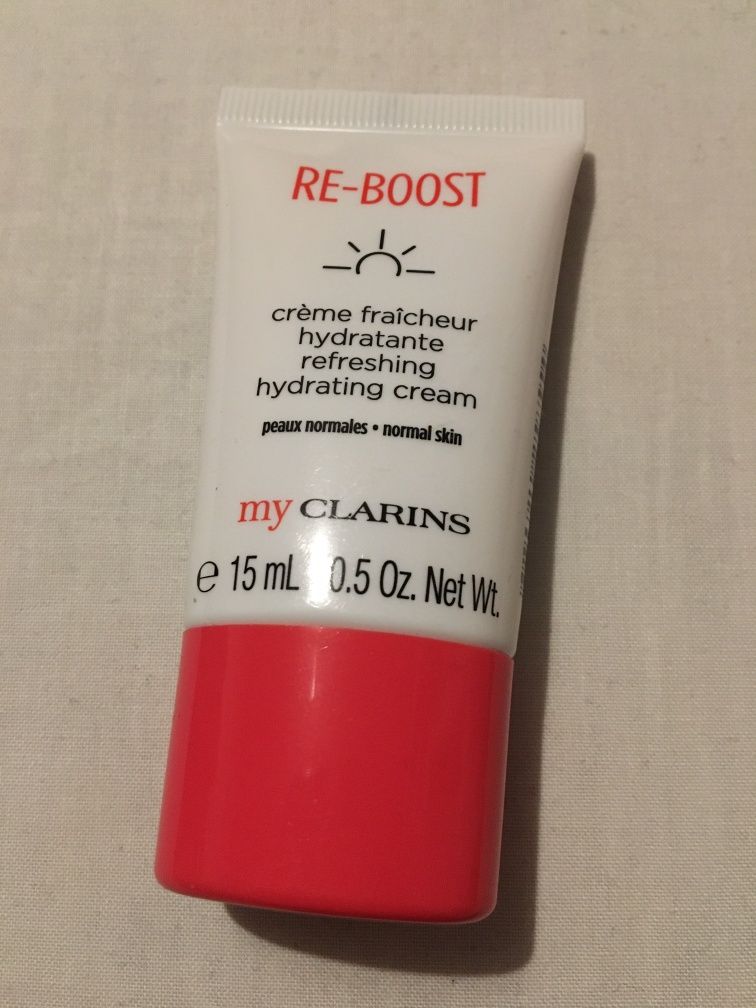 RE-BOOST
crème fraîcheur
hydratante
refreshing
hydrating cream
peaux normales • normal skin
my CLARINS
e 15 mL 0.5 Oz. Net Wt.